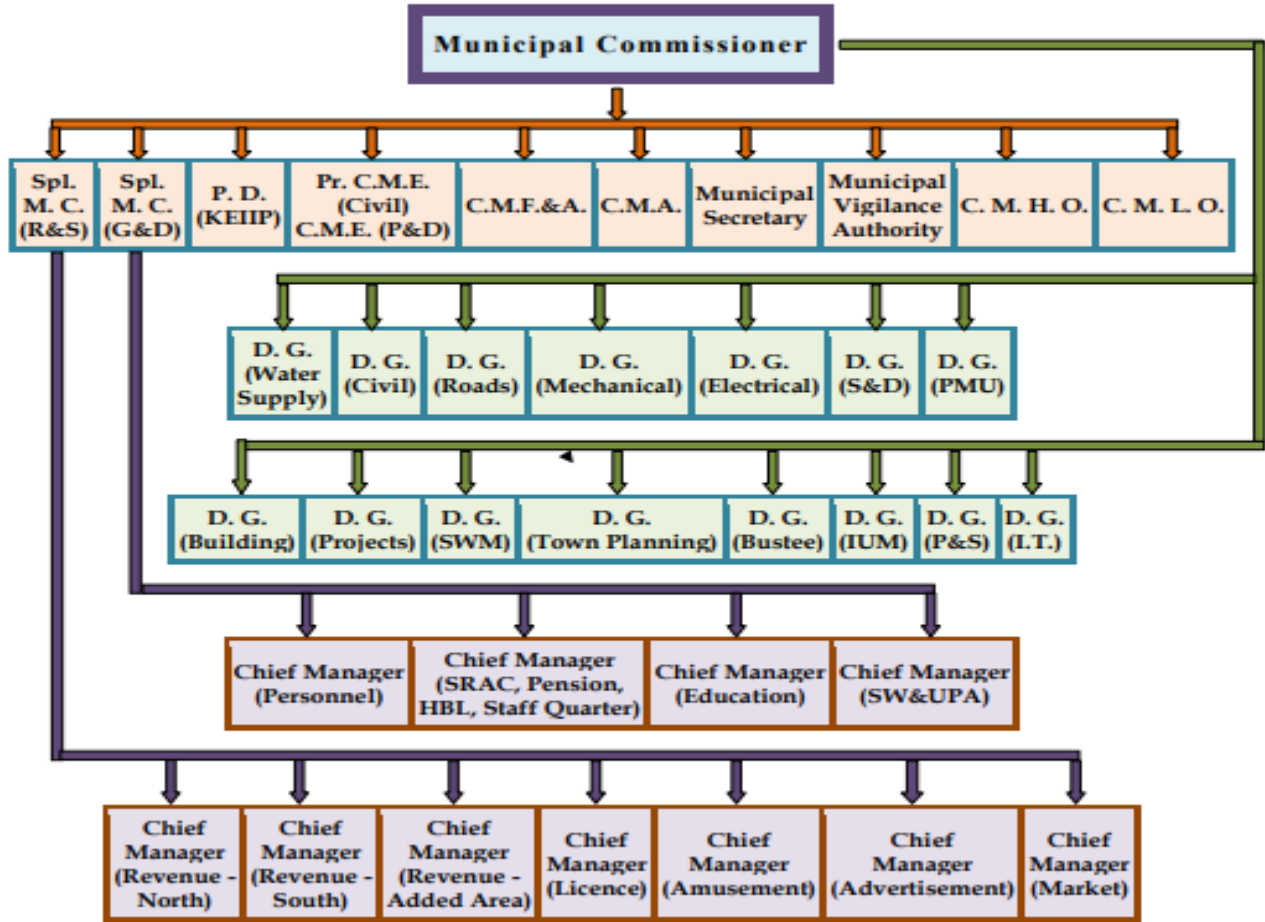 Municipal Commissioner
Spl.
M. C.
(R&S)
Spl.
M. C.
(G&D)
P. D.
(KEIIP)
Pr. C.M.E.
(Civil)
C.M.E. (P&D)
C.M.F.&A.
C.M.A.
Municipal
Secretary
Municipal
Vigilance
Authority
C. M. H. O.
C. M. L. O.
D. G.
(Water
Supply)
D. G.
(Civil)
D. G.
(Roads)
D. G.
(Mechanical)
D. G.
(Electrical)
D. G.
(S&D)
D. G.
(PMU)
D. G.
(Building)
D. G.
(Projects)
D. G.
(SWM)
D. G.
(Town Planning)
D. G.
(Bustee)
D. G.
(IUM)
D. G.
(P&S)
D. G.
(I.T.)
Chief Manager
(Personnel)
Chief Manager
(SRAC, Pension,
HBL, Staff Quarter)
Chief Manager
(Education)
Chief Manager
(SW&UPA)
Chief
Manager
(Revenue -
North)
Chief
Manager
(Revenue -
South)
Chief
Manager
(Revenue -
Added Area)
Chief
Manager
(Licence)
Chief
Manager
(Amusement)
Chief
Manager
(Advertisement)
Chief
Manager
(Market)